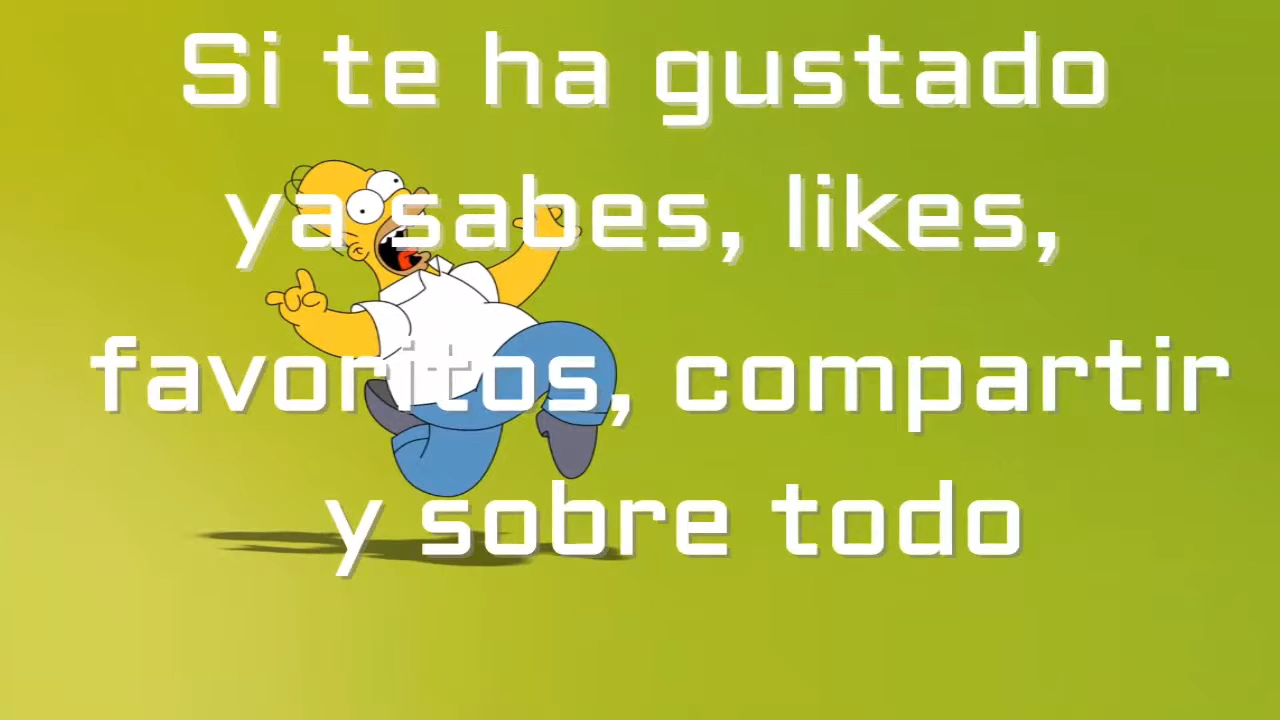 Si te ha gustado
ya sabes, likes,
favoritos, compartir
y sobre todo